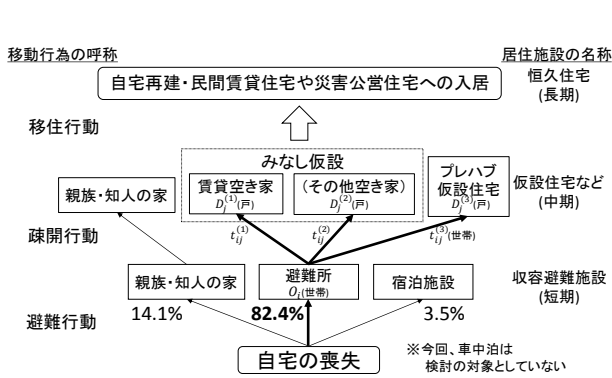 移動行為の呼称
居住施設の名称
自宅再建・民間賃貸住宅や災害公営住宅への入居
恒久住宅
(長期)
移住行動
みなし仮設
賃貸空き家
D_j^(1)(戸)
(その他空き家)
D_j^(2)(戸)
プレハブ
仮設住宅
D_j^(3)(戸)
仮設住宅など
(中期)
親族・知人の家
疎開行動
t_ij^(1)
t_ij^(2)
t_ij^(3)(世帯)
親族・知人の家
避難所
O_i(世帯)
宿泊施設
収容避難施設
(短期)
避難行動
14.1%
82.4%
3.5%
自宅の喪失
※今回、車中泊は
検討の対象としていない